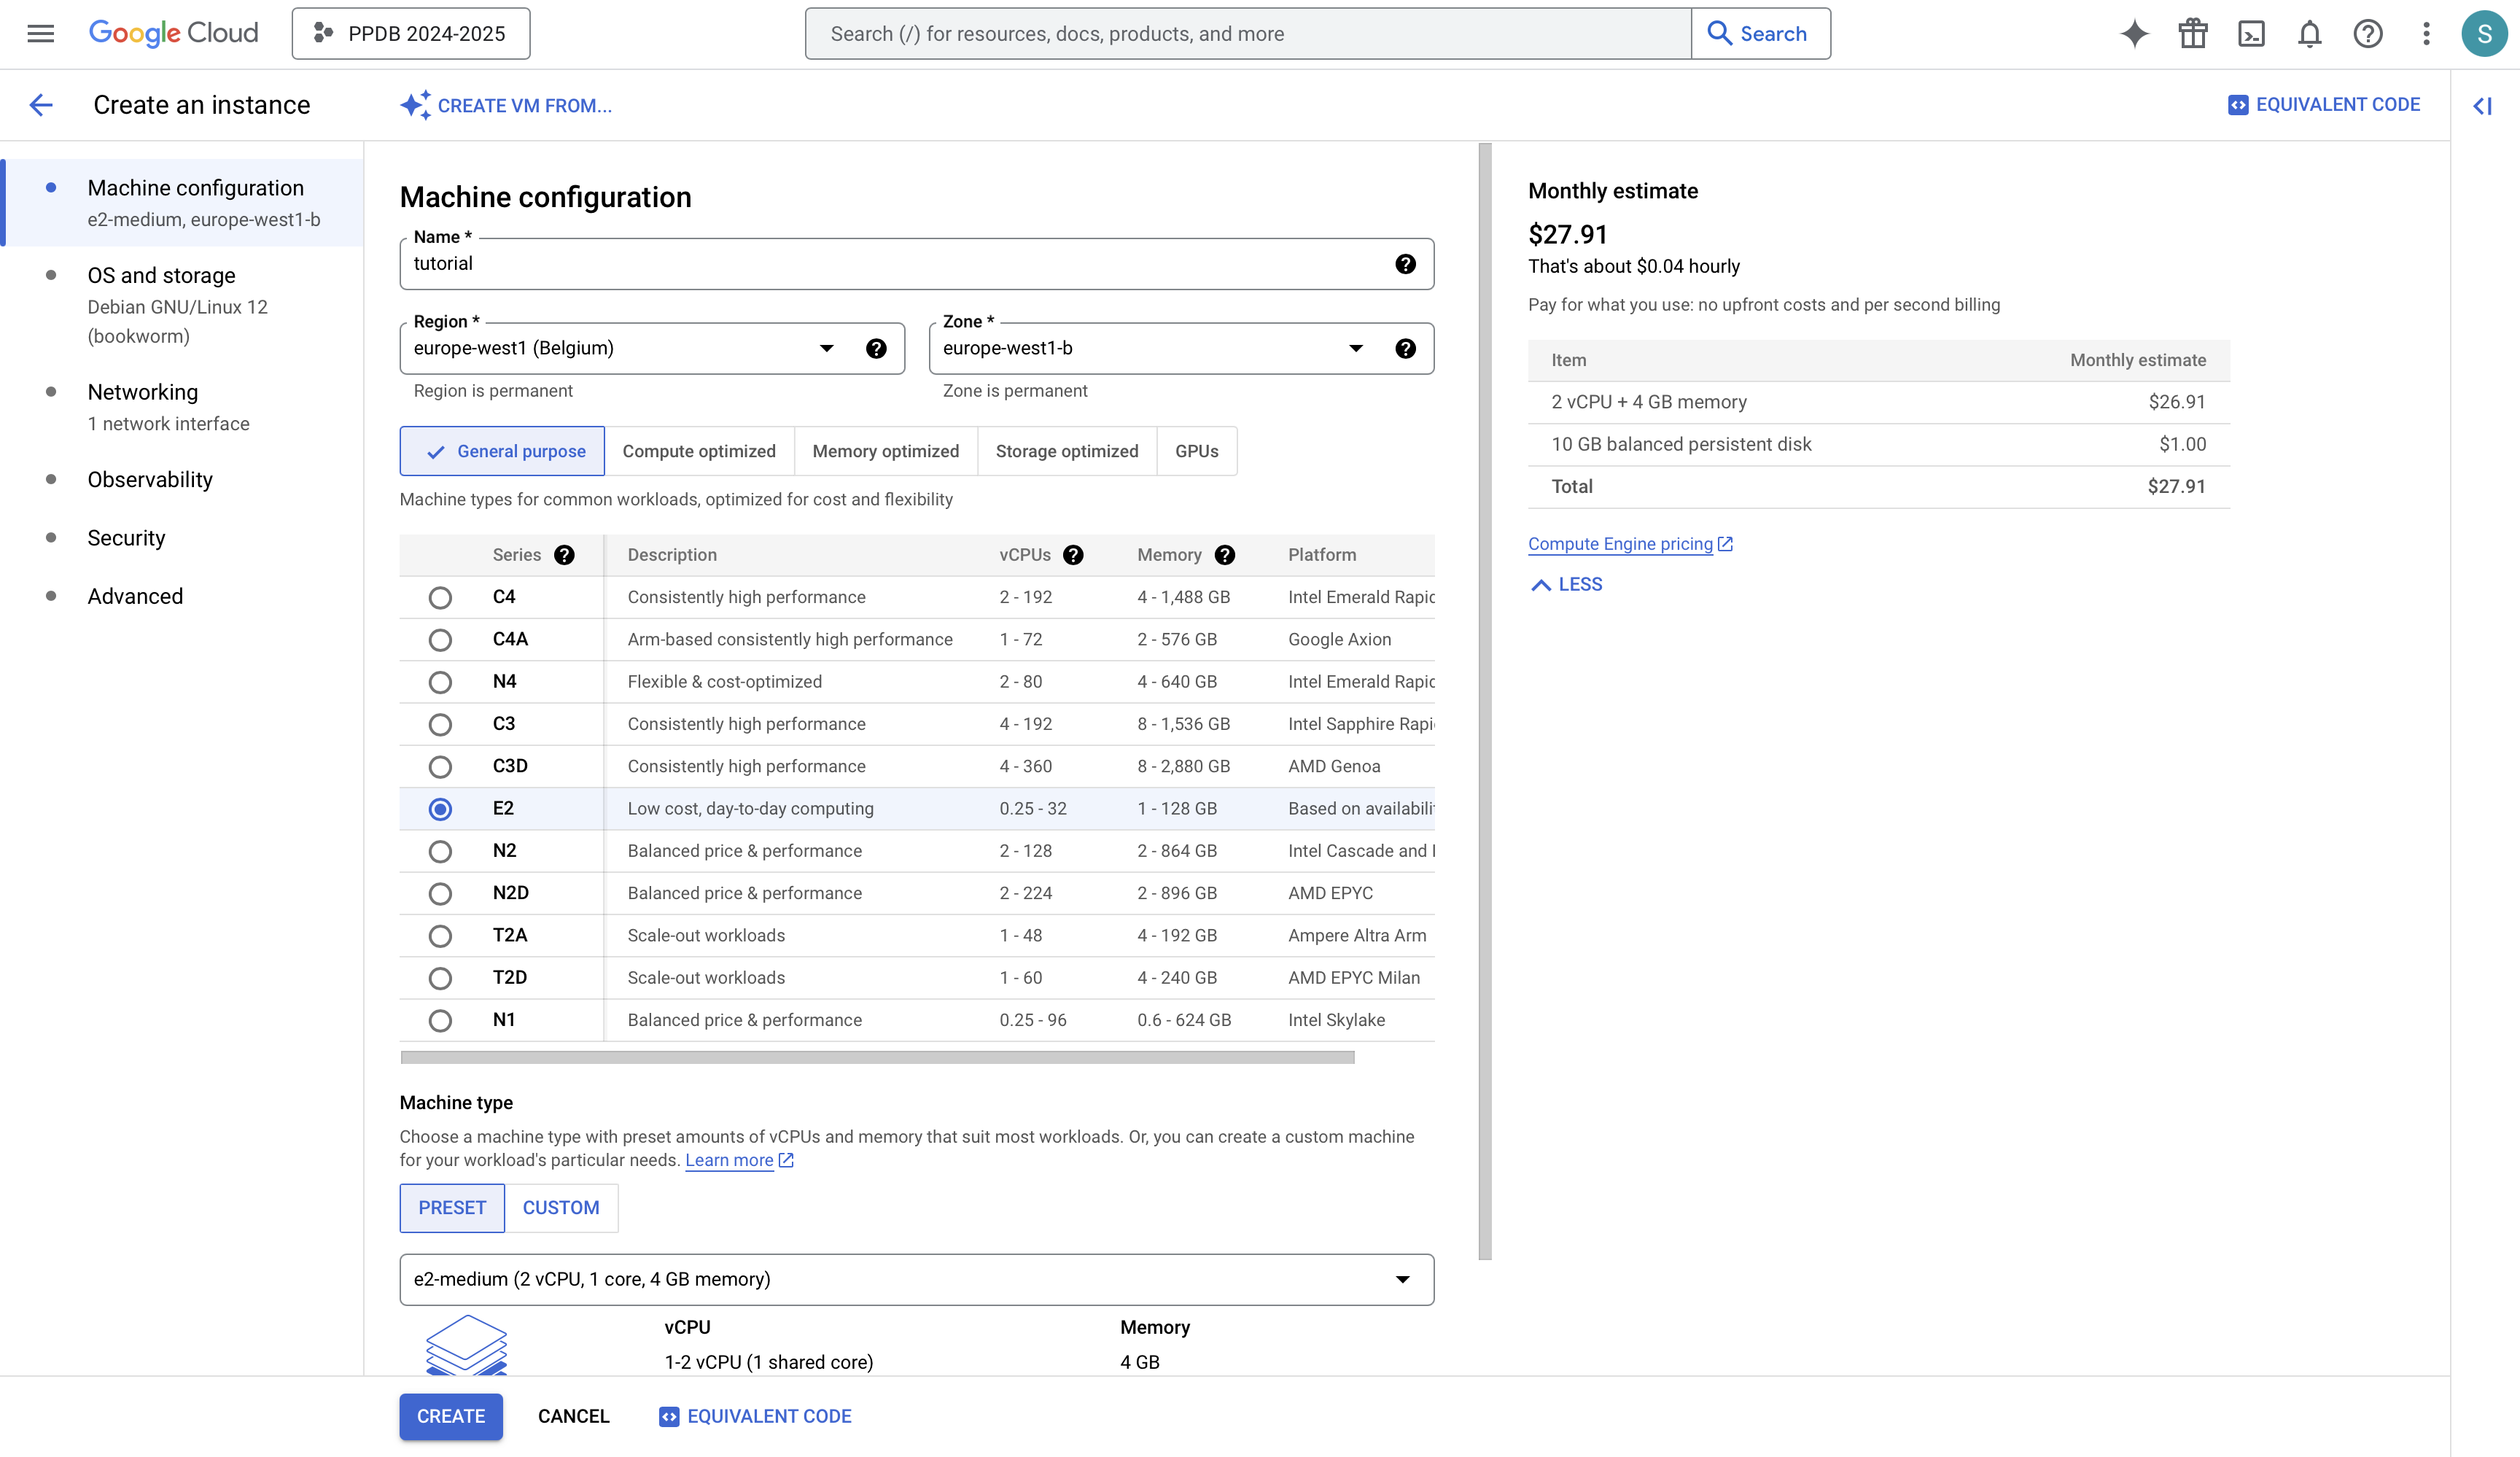 Google Cloud
PPDB 2024-2025
Search (/) for resources, docs, products, and more
Search
S
Create an instance
CREATE VM FROM...
EQUIVALENT CODE
Machine configuration
e2-medium, europe-west1-b
OS and storage
Debian GNU/Linux 12
(bookworm)
Networking
1 network interface
Observability
Security
Advanced
Machine configuration
Name *
tutorial
Region *
europe-west1 (Belgium)
Region is permanent
Zone *
europe-west1-b
Zone is permanent
General purpose
Compute optimized
Memory optimized
Storage optimized
GPUs
Machine types for common workloads, optimized for cost and flexibility
Series Description vCPUs Memory Platform
C4 Consistently high performance 2 - 192 4 - 1,488 GB Intel Emerald Rapid
C4A Arm-based consistently high performance 1 - 72 2 - 576 GB Google Axion
N4 Flexible & cost-optimized 2 - 80 4 - 640 GB Intel Emerald Rapid
C3 Consistently high performance 4 - 192 8 - 1,536 GB Intel Sapphire Rapi
C3D Consistently high performance 4 - 360 8 - 2,880 GB AMD Genoa
E2 Low cost, day-to-day computing 0.25 - 32 1 - 128 GB Based on availabili
N2 Balanced price & performance 2 - 128 2 - 864 GB Intel Cascade and
N2D Balanced price & performance 2 - 224 2 - 896 GB AMD EPYC
T2A Scale-out workloads 1 - 48 4 - 192 GB Ampere Altra Arm
T2D Scale-out workloads 1 - 60 4 - 240 GB AMD EPYC Milan
N1 Balanced price & performance 0.25 - 96 0.6 - 624 GB Intel Skylake
Machine type
Choose a machine type with preset amounts of vCPUs and memory that suit most workloads. Or, you can create a custom machine
for your workload's particular needs. Learn more
PRESET
CUSTOM
e2-medium (2 vCPU, 1 core, 4 GB memory)
vCPU
1-2 vCPU (1 shared core)
Memory
4 GB
CREATE
CANCEL
EQUIVALENT CODE
Monthly estimate
$27.91
That's about $0.04 hourly
Pay for what you use: no upfront costs and per second billing
Item Monthly estimate
2 vCPU + 4 GB memory $26.91
10 GB balanced persistent disk $1.00
Total $27.91
Compute Engine pricing
LESS